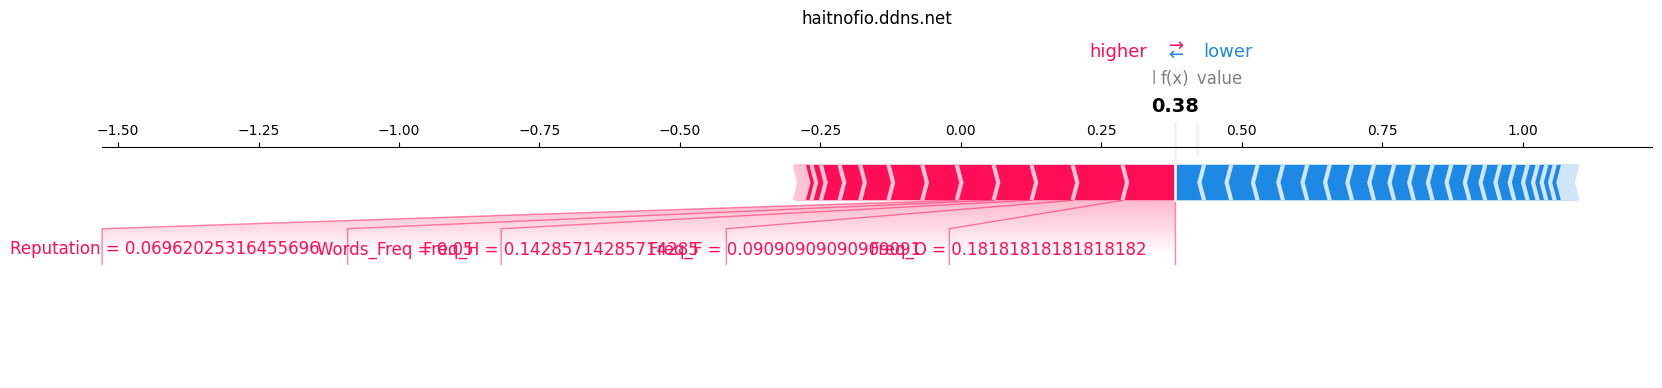 haitnofio.ddns.net
higher ⇄ lower
f(x) value
0.38
−1.50 −1.25 −1.00 −0.75 −0.50 −0.25 0.00 0.25 0.50 0.75 1.00
Reputation = 0.06962025316455696 Words_Freq = 0.05 Freq_H = 0.14285714285714285 Freq_F = 0.09090909090909091 Freq_O = 0.18181818181818182